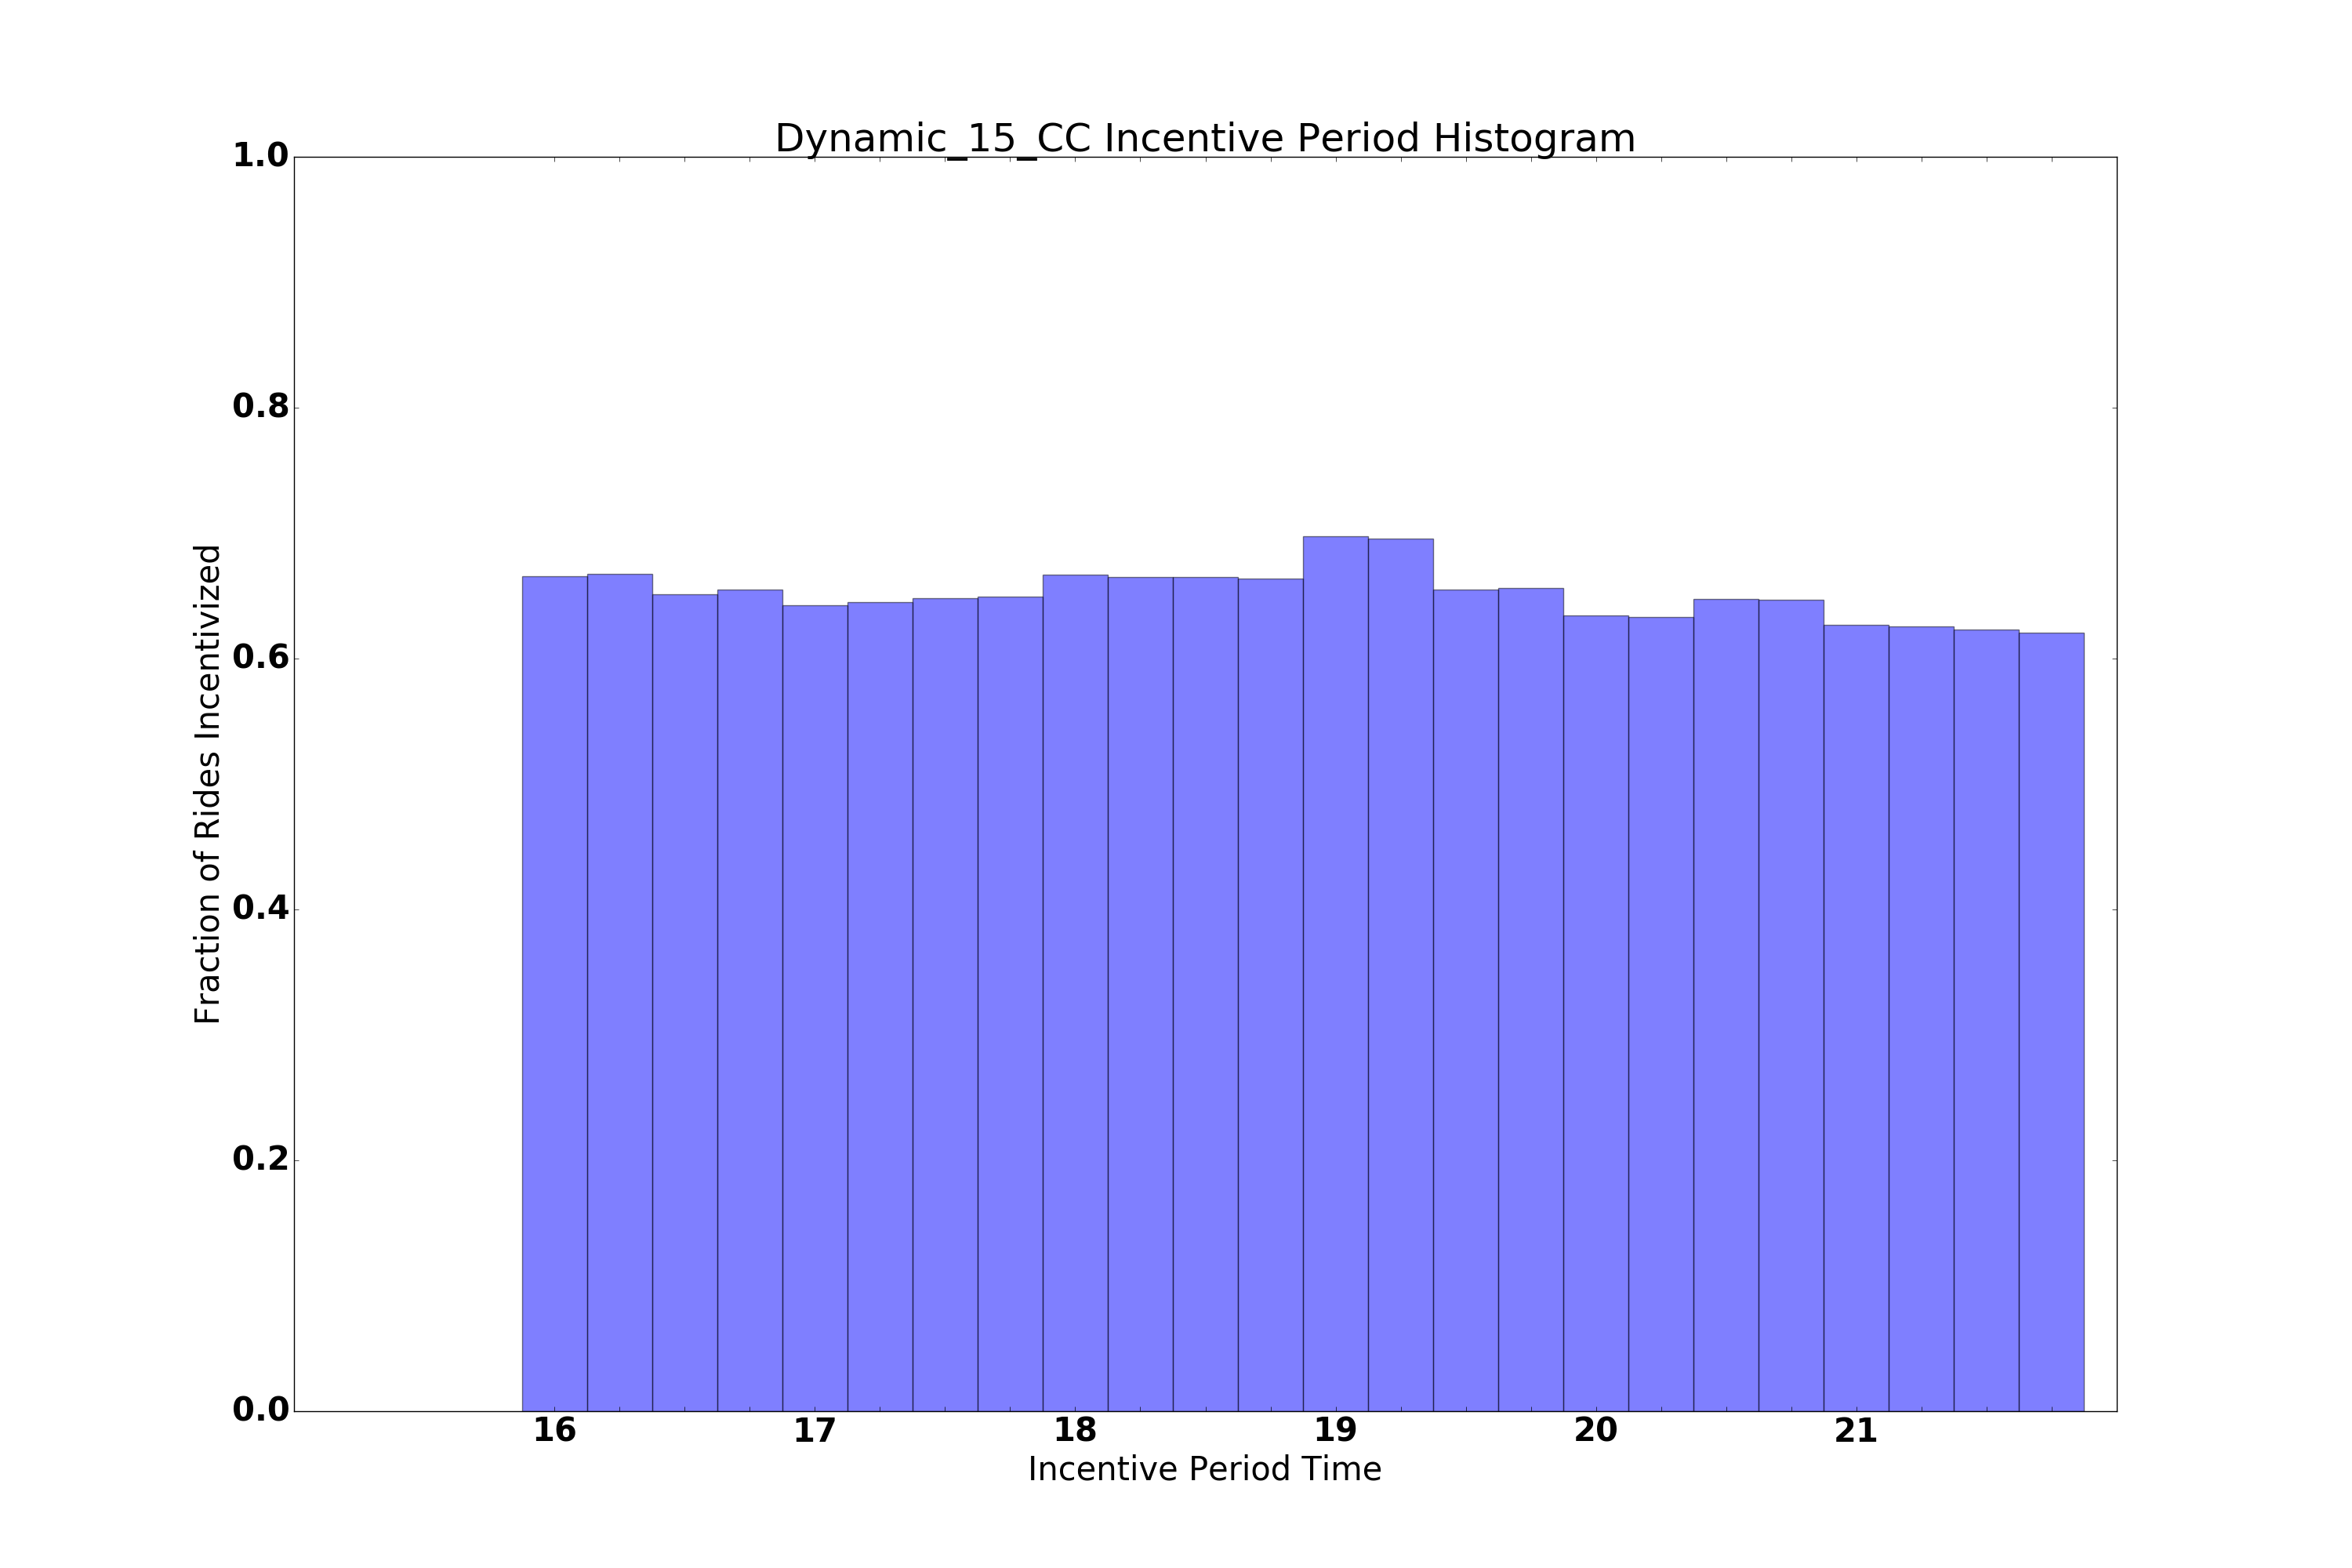 Dynamic_15_CC Incentive Period Histogram
1.0
0.8
0.6
0.4
0.2
0.0
Fraction of Rides Incentivized
16 17 18 19 20 21
Incentive Period Time